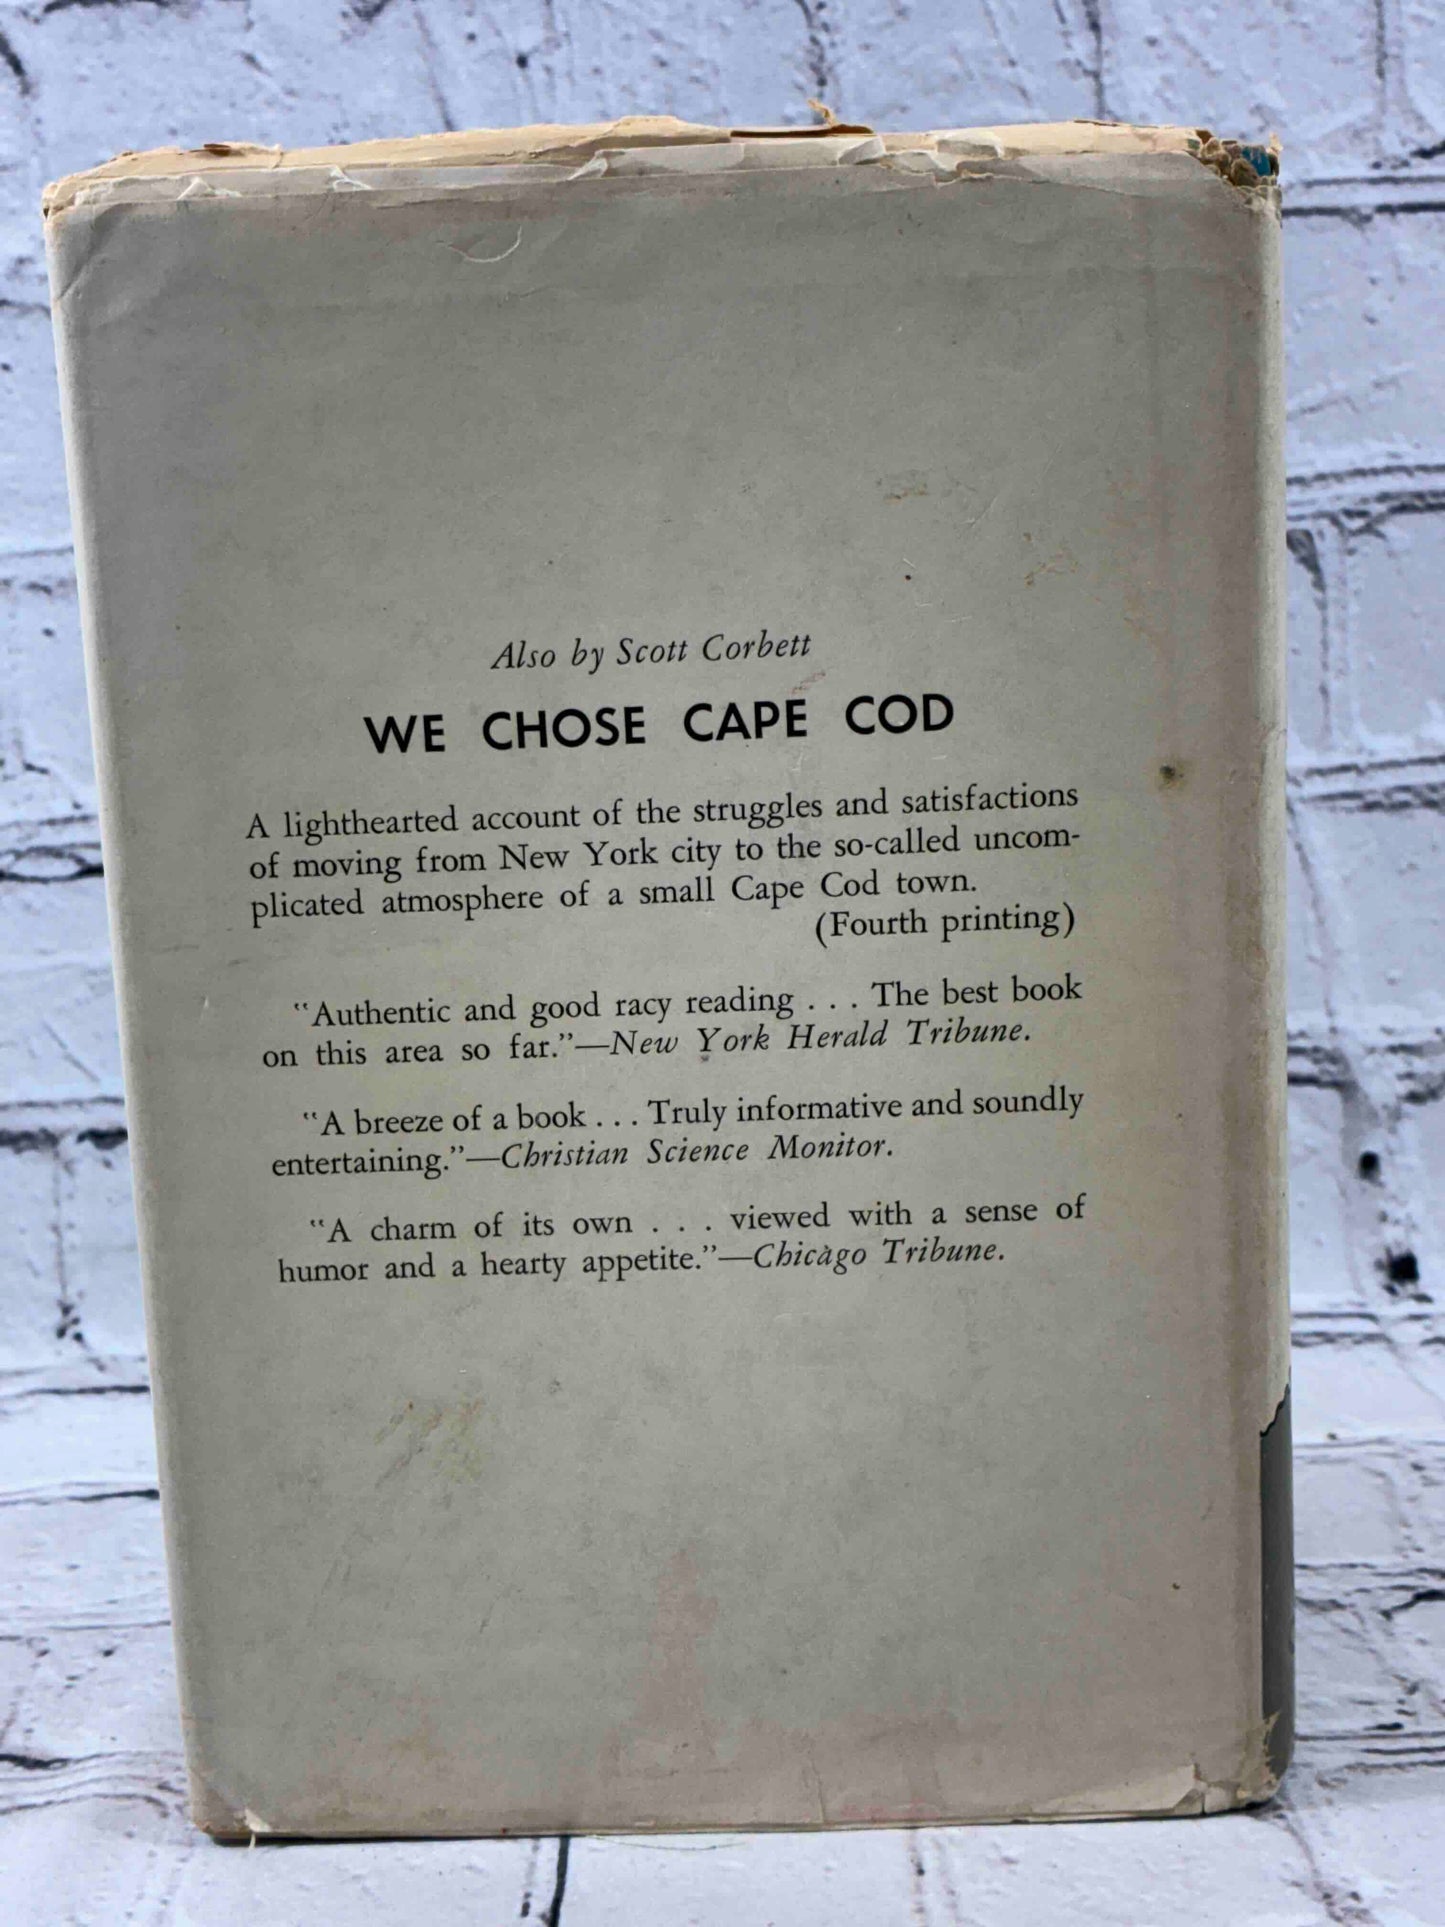 Also by Scott Corbett
WE CHOSE CAPE COD
A lighthearted account of the struggles and satisfactions
of moving from New York city to the so-called uncom-
plicated atmosphere of a small Cape Cod town.
(Fourth printing)
"Authentic and good racy reading . . . The best book
on this area so far."—New York Herald Tribune.
"A breeze of a book . . . Truly informative and soundly
entertaining."—Christian Science Monitor.
"A charm of its own . . . viewed with a sense of
humor and a hearty appetite."—Chicago Tribune.